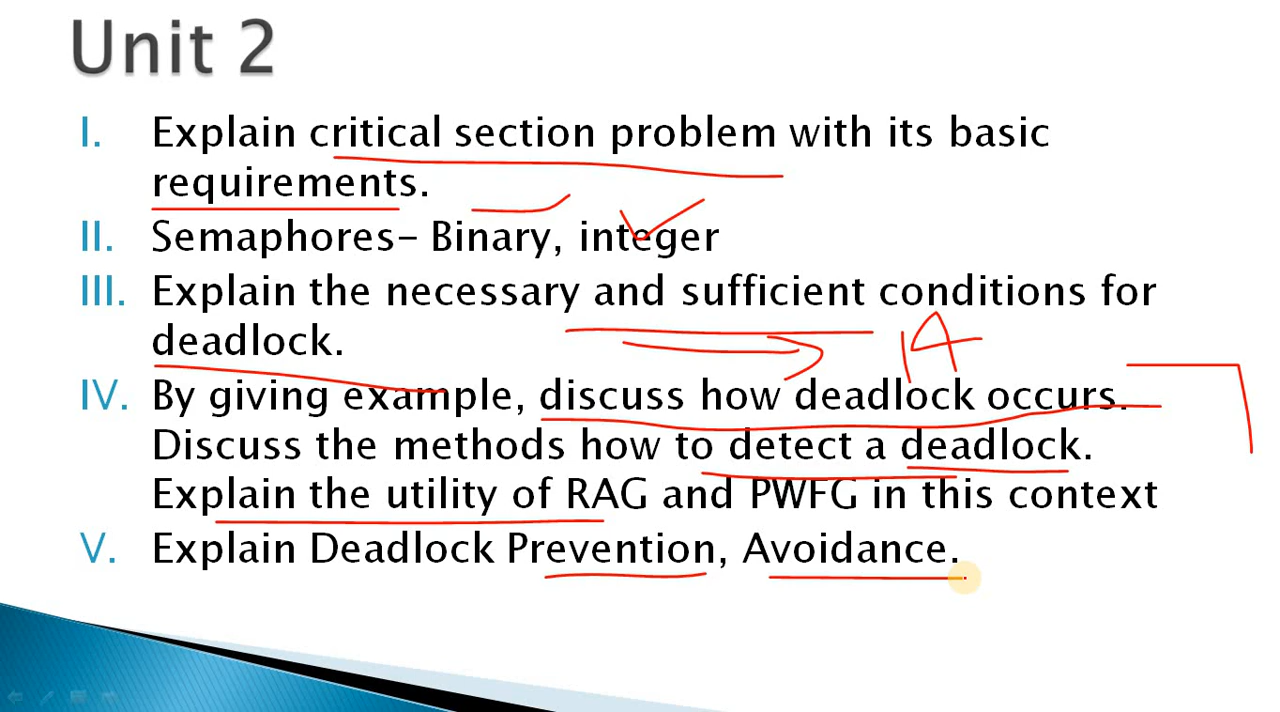 Unit 2
I. Explain critical section problem with its basic
requirements.
II. Semaphores– Binary, integer
III. Explain the necessary and sufficient conditions for
deadlock.
IV. By giving example, discuss how deadlock occurs.
Discuss the methods how to detect a deadlock.
Explain the utility of RAG and PWFG in this context
V. Explain Deadlock Prevention, Avoidance.